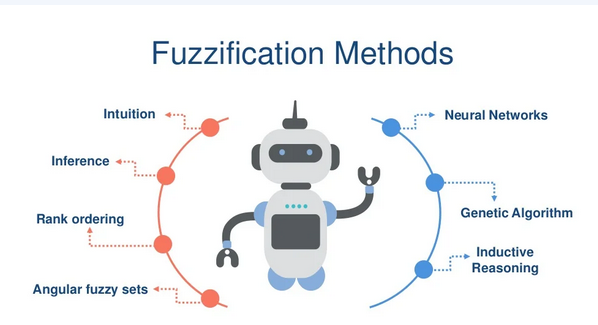 Fuzzification Methods
Intuition
Inference
Rank ordering
Angular fuzzy sets
Neural Networks
Genetic Algorithm
Inductive
Reasoning